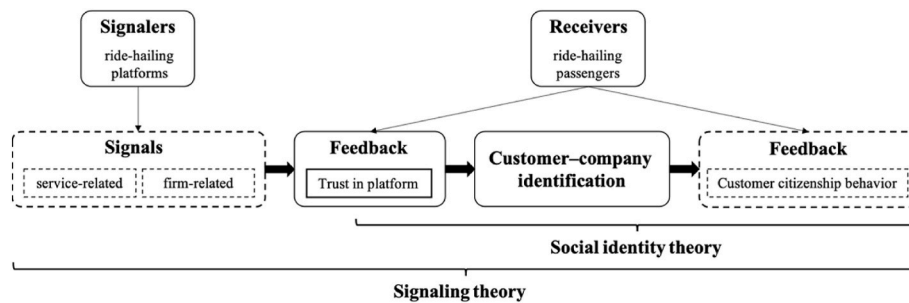 Signalers
ride-hailing
platforms
Receivers
ride-hailing
passengers
Signals
service-related
firm-related
Feedback
Trust in platform
Customer–company
identification
Feedback
Customer citizenship behavior
Social identity theory
Signaling theory